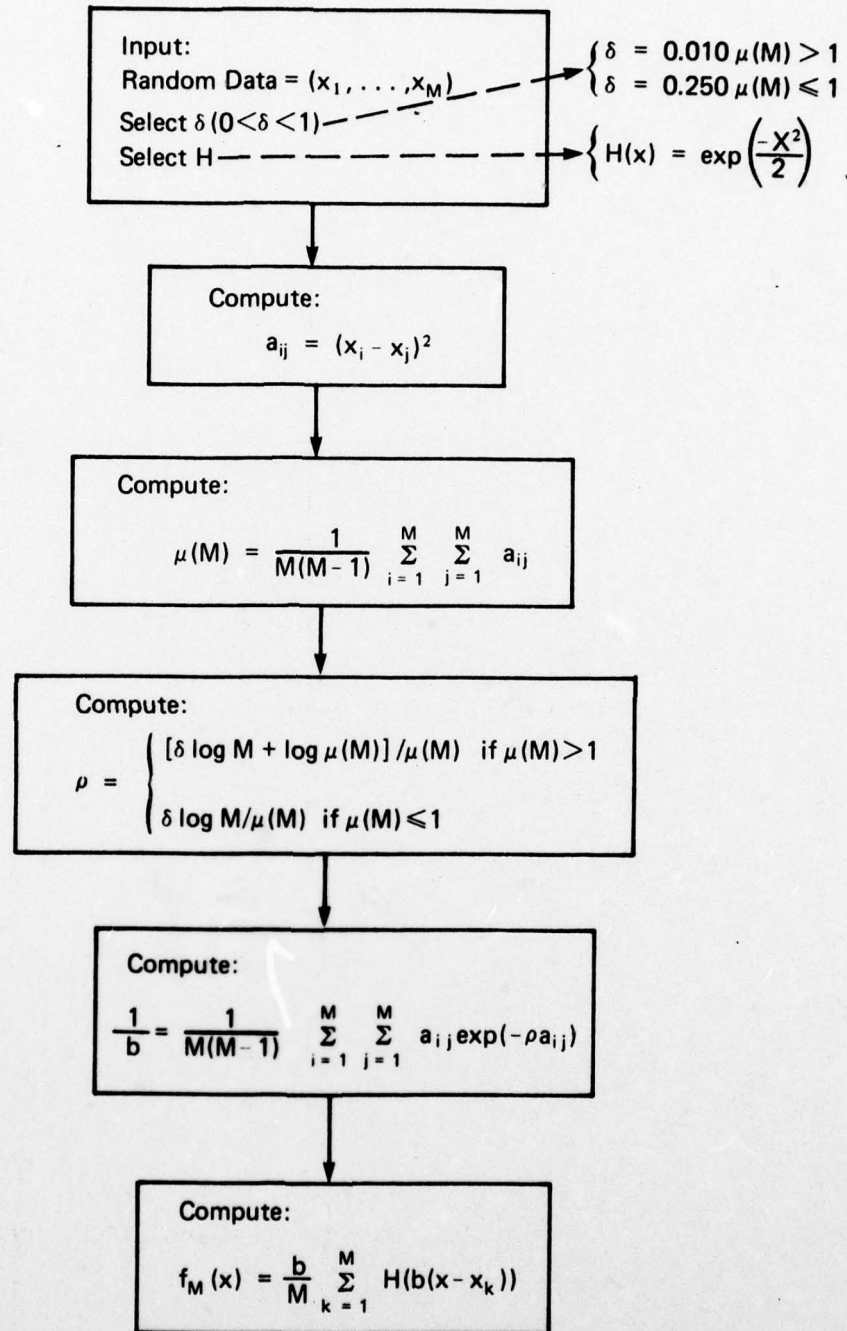 Input:
Random Data = (x₁, . . . ,x_M)
Select δ (0<δ<1)
Select H
δ = 0.010 μ(M) > 1
δ = 0.250 μ(M) ⩽ 1
H(x) = exp(-X²/2)
Compute:
a_ij = (x_i - x_j)²
Compute:
μ(M) = 1/M(M-1) Σ_{i = 1}^{M} Σ_{j = 1}^{M} a_ij
Compute:
ρ = { [δ log M + log μ(M)] /μ(M) if μ(M)>1
δ log M/μ(M) if μ(M)⩽1
Compute:
1/b = 1/M(M-1) Σ_{i = 1}^{M} Σ_{j = 1}^{M} a_ij exp(-ρa_ij)
Compute:
f_M (x) = b/M Σ_{k = 1}^{M} H(b(x-x_k))